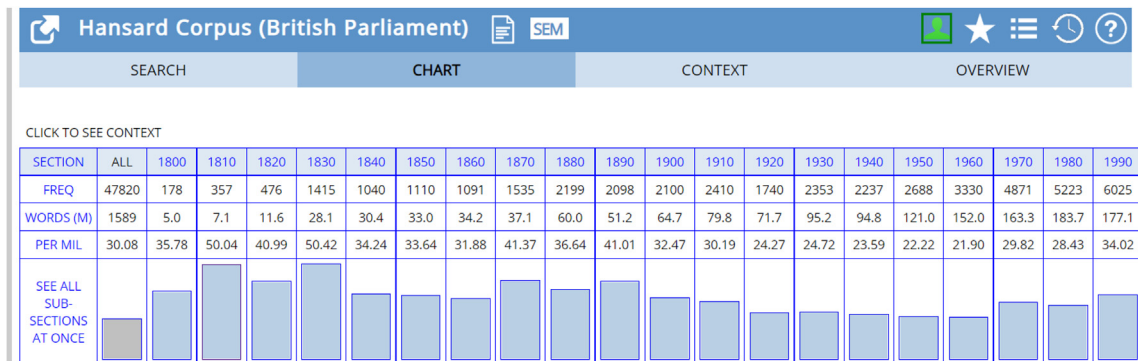 Hansard Corpus (British Parliament) SEM ?
SEARCH CHART CONTEXT OVERVIEW
CLICK TO SEE CONTEXT
SECTION ALL 1800 1810 1820 1830 1840 1850 1860 1870 1880 1890 1900 1910 1920 1930 1940 1950 1960 1970 1980 1990
FREQ 47820 178 357 476 1415 1040 1110 1091 1535 2199 2098 2100 2410 1740 2353 2237 2688 3330 4871 5223 6025
WORDS (M) 1589 5.0 7.1 11.6 28.1 30.4 33.0 34.2 37.1 60.0 51.2 64.7 79.8 71.7 95.2 94.8 121.0 152.0 163.3 183.7 177.1
PER MIL 30.08 35.78 50.04 40.99 50.42 34.24 33.64 31.88 41.37 36.64 41.01 32.47 30.19 24.27 24.72 23.59 22.22 21.90 29.82 28.43 34.02
SEE ALL
SUB-
SECTIONS
AT ONCE